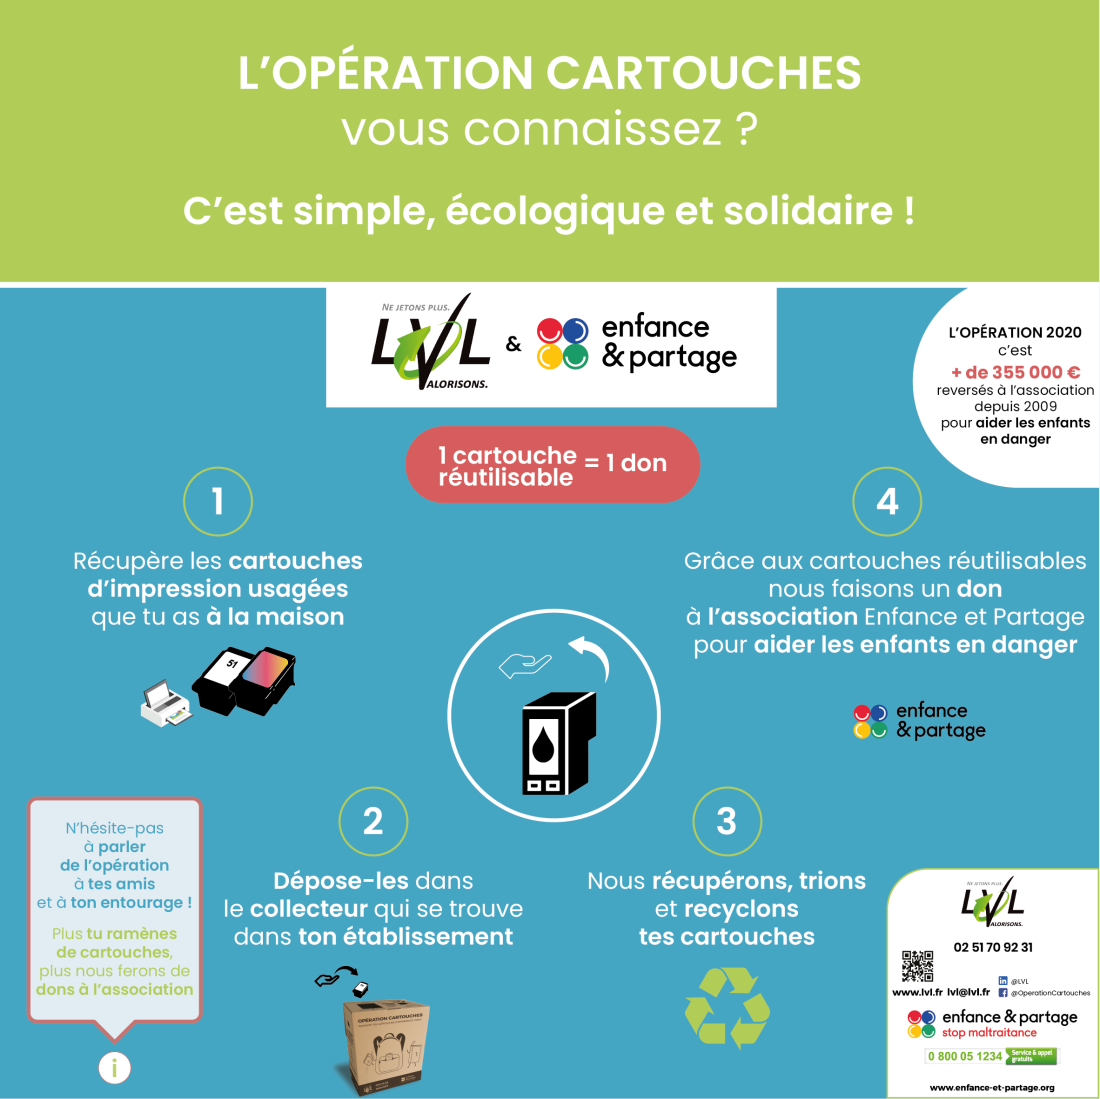 L'OPÉRATION CARTOUCHES
vous connaissez ?
C'est simple, écologique et solidaire !
NE JETONS PLUS.
LVL
ALORISONS.
&
enfance
& partage
L'OPÉRATION 2020
c'est
+ de 355 000 €
reversés à l'association
depuis 2009
pour aider les enfants
en danger
1 cartouche
réutilisable
= 1 don
1
Récupère les cartouches
d'impression usagées
que tu as à la maison
51
4
Grâce aux cartouches réutilisables
nous faisons un don
à l'association Enfance et Partage
pour aider les enfants en danger
enfance
& partage
N'hésite-pas
à parler
de l'opération
à tes amis
et à ton entourage !
Plus tu ramènes
de cartouches,
plus nous ferons de
dons à l'association
i
2
Dépose-les dans
le collecteur qui se trouve
dans ton établissement
OPÉRATION CARTOUCHES
3
Nous récupérons, trions
et recyclons
tes cartouches
NE JETONS PLUS.
LVL
ALORISONS.
02 51 70 92 31
www.lvl.fr lvl@lvl.fr
@LVL
@OperationCartouches
enfance & partage
stop maltraitance
0 800 05 1234
Service & appel
gratuits
www.enfance-et-partage.org